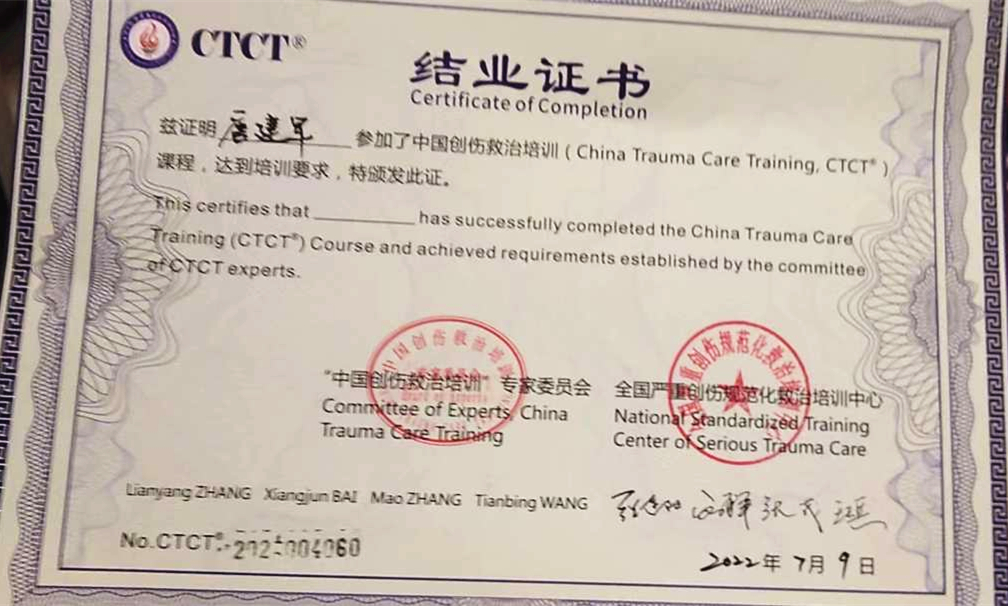 CTCT®
结业证书
Certificate of Completion
兹证明 唐建军 参加了中国创伤救治培训（China Trauma Care Training, CTCT®）
课程，达到培训要求，特颁发此证。
This certifies that __________ has successfully completed the China Trauma Care
Training (CTCT®) Course and achieved requirements established by the committee
of CTCT experts.
“中国创伤救治培训”专家委员会
Committee of Experts, China
Trauma Care Training
全国严重创伤规范化救治培训中心
National Standardized Training
Center of Serious Trauma Care
Lianyang ZHANG Xiangjun BAI Mao ZHANG Tianbing WANG
No.CTCT®-
2022年7月9日